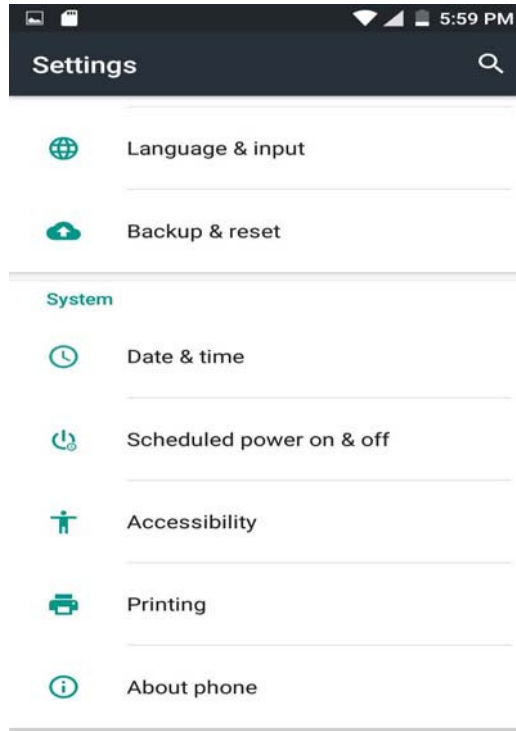 5:59 PM
Settings
Language & input
Backup & reset
System
Date & time
Scheduled power on & off
Accessibility
Printing
About phone